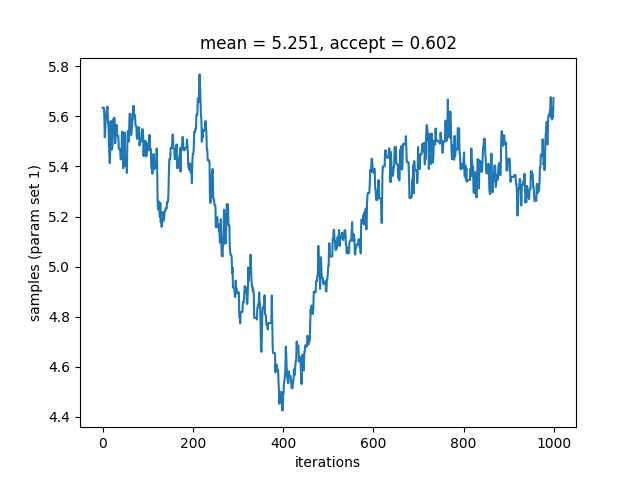 mean = 5.251, accept = 0.602
5.8
5.6
5.4
5.2
5.0
4.8
4.6
4.4
samples (param set 1)
0 200 400 600 800 1000
iterations